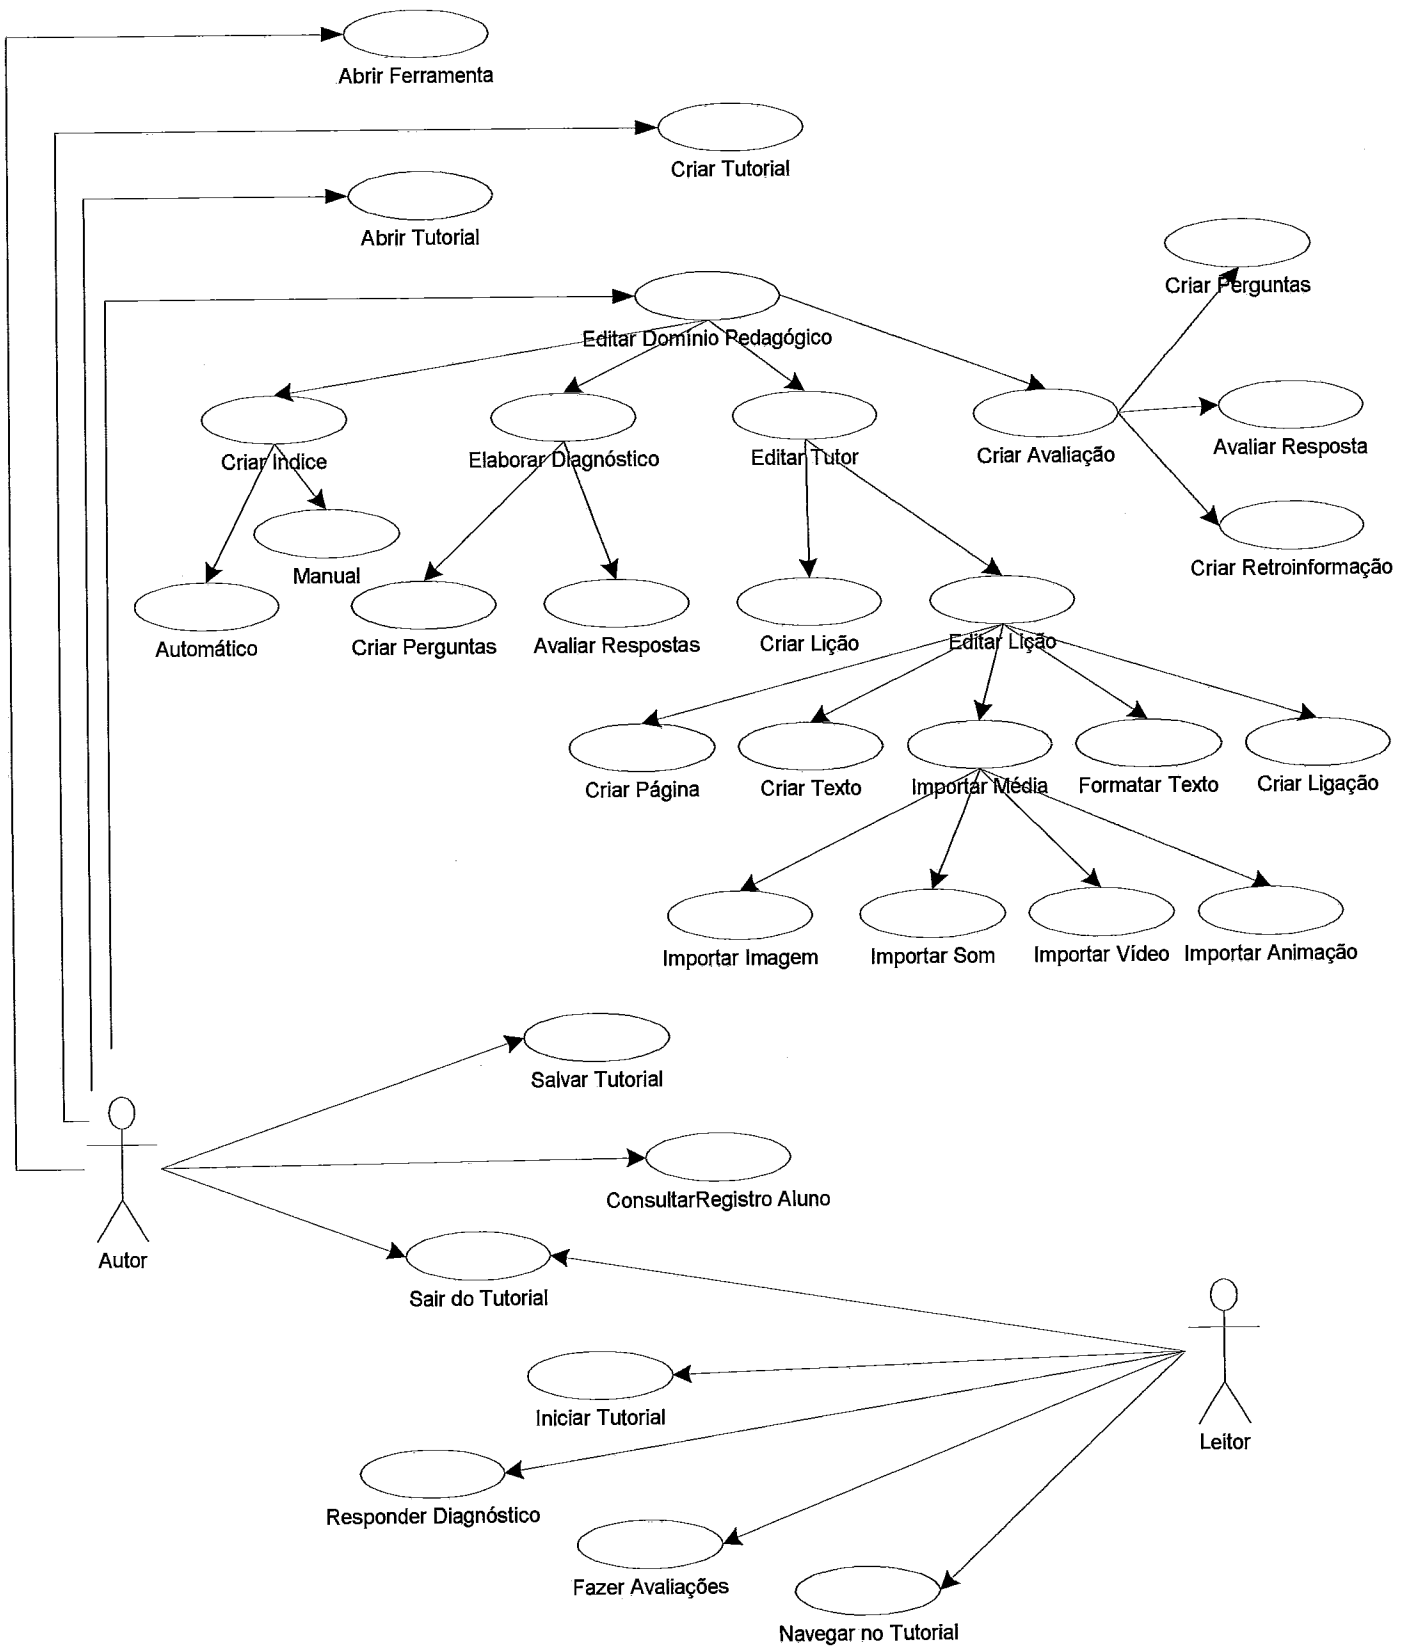 Abrir Ferramenta
Criar Tutorial
Abrir Tutorial
Criar Perguntas
Editar Domínio Pedagógico
Criar Índice
Elaborar Diagnóstico
Editar Tutor
Criar Avaliação
Avaliar Resposta
Manual
Criar Retroinformação
Automático
Criar Perguntas
Avaliar Respostas
Criar Lição
Editar Lição
Criar Página
Criar Texto
Importar Média
Formatar Texto
Criar Ligação
Importar Imagem
Importar Som
Importar Vídeo
Importar Animação
Salvar Tutorial
ConsultarRegistro Aluno
Autor
Sair do Tutorial
Iniciar Tutorial
Leitor
Responder Diagnóstico
Fazer Avaliações
Navegar no Tutorial